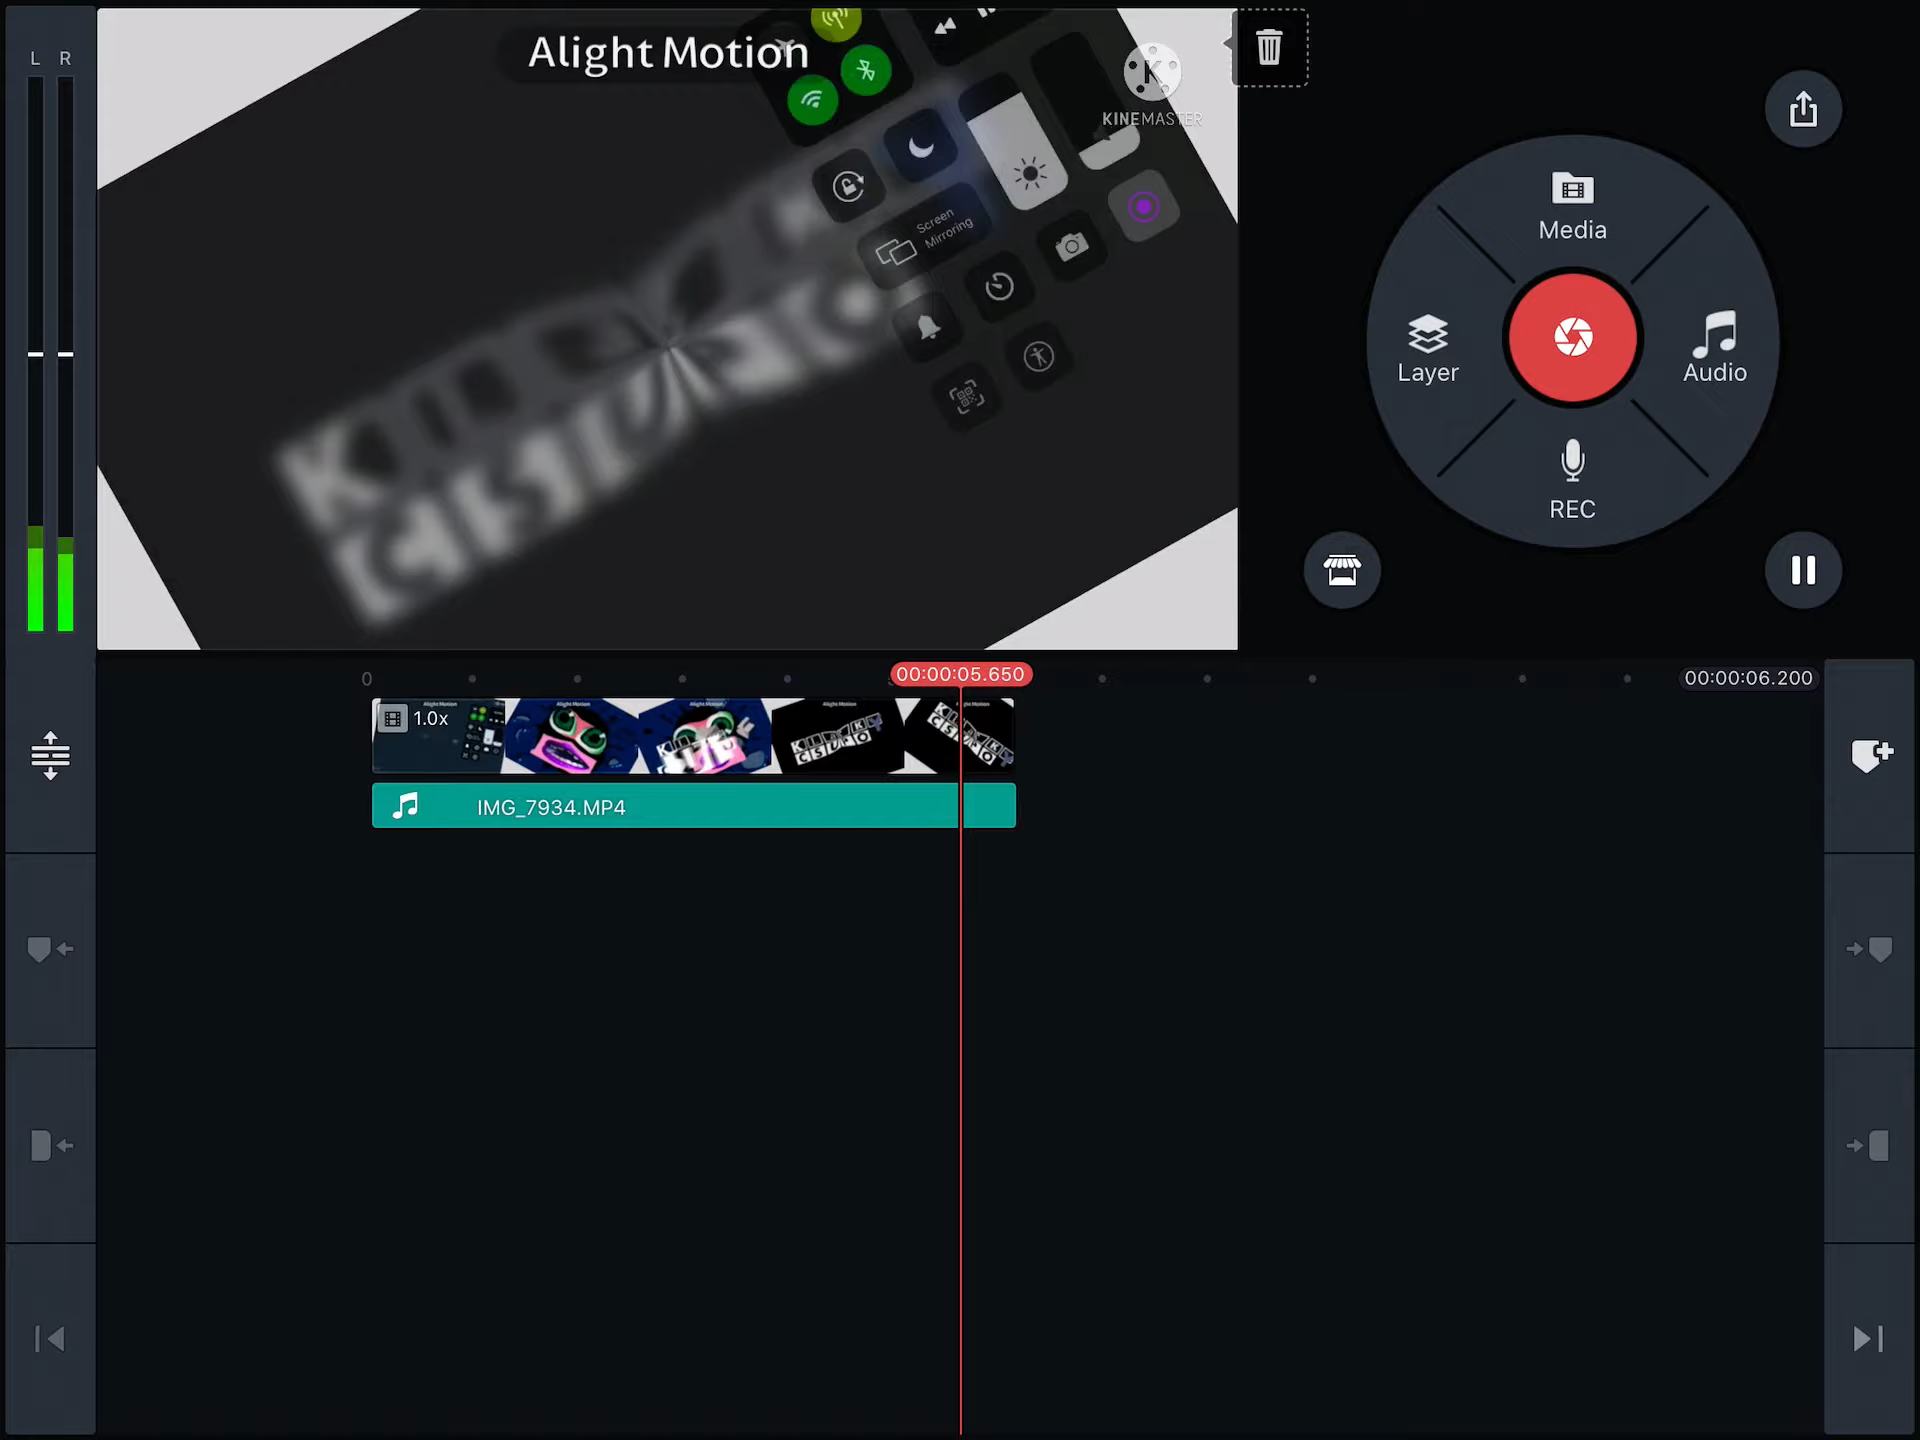 L R
Alight Motion
KINEMASTER
Screen
Mirroring
K
CSUPO
Media
Layer
Audio
REC
0
00:00:05.650
00:00:06.200
1.0x
IMG_7934.MP4